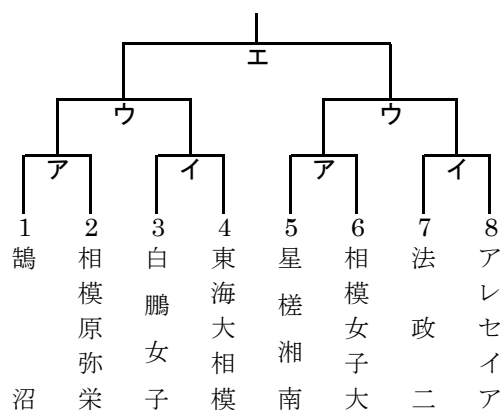 エ
ウ ウ
ア イ ア イ
1 2 3 4 5 6 7 8
鵠沼
相模原弥栄
白鵬女子
東海大相模
星槎湘南
相模女子大
法政二
アレセイア